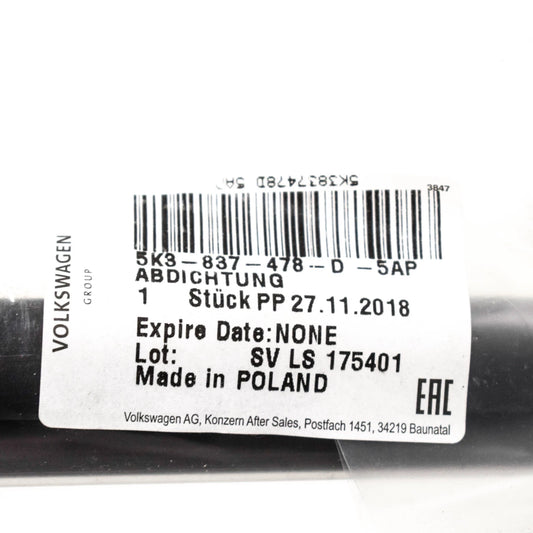 5K3837478D 5AP
3847
5K3-837-478-D -5AP
ABDICHTUNG
1 Stück PP 27.11.2018
Expire Date:NONE
Lot: SV LS 175401
Made in POLAND
EAC
Volkswagen AG, Konzern After Sales, Postfach 1451, 34219 Baunatal
VOLKSWAGEN
GROUP